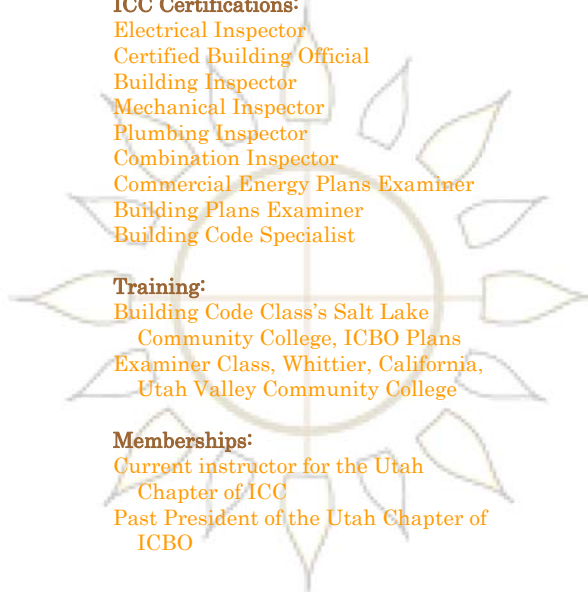 ICC Certifications:
Electrical Inspector
Certified Building Official
Building Inspector
Mechanical Inspector
Plumbing Inspector
Combination Inspector
Commercial Energy Plans Examiner
Building Plans Examiner
Building Code Specialist
Training:
Building Code Class’s Salt Lake
Community College, ICBO Plans
Examiner Class, Whittier, California,
Utah Valley Community College
Memberships:
Current instructor for the Utah
Chapter of ICC
Past President of the Utah Chapter of
ICBO